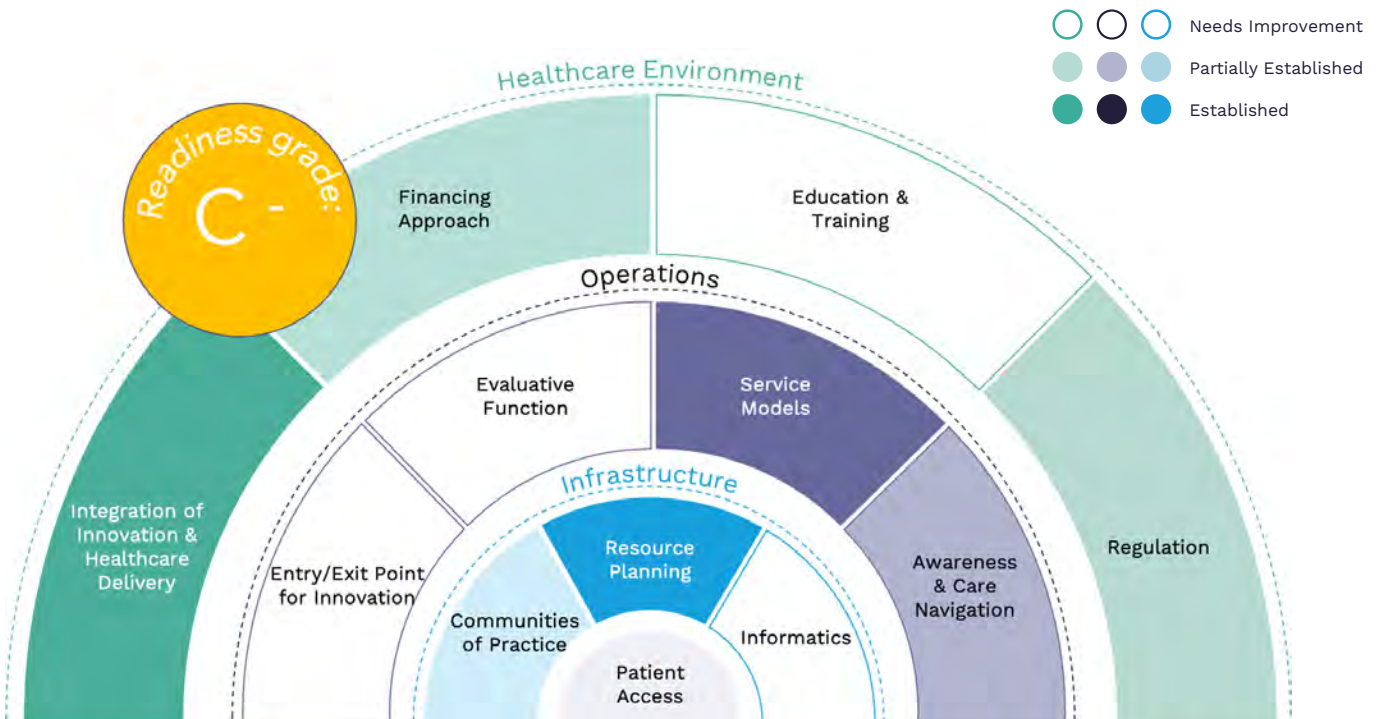 Needs Improvement
Partially Established
Established
Healthcare Environment
Readiness grade:
C -
Financing
Approach
Education &
Training
Operations
Evaluative
Function
Service
Models
Infrastructure
Integration of
Innovation &
Healthcare
Delivery
Entry/Exit Point
for Innovation
Resource
Planning
Awareness
& Care
Navigation
Regulation
Communities
of Practice
Informatics
Patient
Access